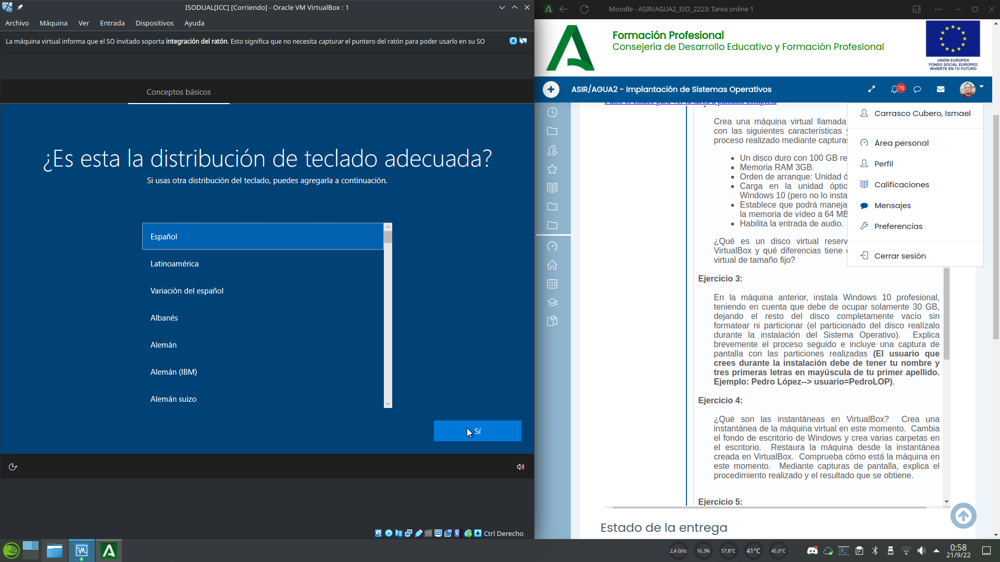 ISODUAL[ICC] [Corriendo] - Oracle VM VirtualBox : 1
Archivo Máquina Ver Entrada Dispositivos Ayuda
La máquina virtual informa que el SO invitado soporta integración del ratón. Esto significa que no necesita capturar el puntero del ratón para poder usarlo en su SO
Conceptos básicos
¿Es esta la distribución de teclado adecuada?
Si usas otra distribución del teclado, puedes agregarla a continuación.
Español
Latinoamérica
Variación del español
Albanés
Alemán
Alemán (IBM)
Alemán suizo
Sí
Ctrl Derecho
Moodle - ASIR/AGUA2_ISO_2223: Tarea online 1
Formación Profesional
Consejería de Desarrollo Educativo y Formación Profesional
UNIÓN EUROPEA
FONDO SOCIAL EUROPEO
INVIERTE EN TU FUTURO
ASIR/AGUA2 - Implantación de Sistemas Operativos
76
Pulse el enlace para ver la tarea a pantalla completa
Carrasco Cubero, Ismael
Área personal
Perfil
Calificaciones
Mensajes
Preferencias
Cerrar sesión
Crea una máquina virtual llamada
con las siguientes características
proceso realizado mediante
Un disco duro con 100 GB
Memoria RAM 3GB.
Orden de arranque: Unidad
Carga en la unidad
Windows 10 (pero no lo
Establece que podrá
la memoria de vídeo a 64 MB
Habilita la entrada de audio.
¿Qué es un disco virtual
VirtualBox y qué diferencias tiene
virtual de tamaño fijo?
Ejercicio 3:
En la máquina anterior, instala Windows 10 profesional,
teniendo en cuenta que debe de ocupar solamente 30 GB,
dejando el resto del disco completamente vacío sin
formatear ni particionar (el particionado del disco realízalo
durante la instalación del Sistema Operativo). Explica
brevemente el proceso seguido e incluye una captura de
pantalla con las particiones realizadas (El usuario que
crees durante la instalación debe de tener tu nombre y
tres primeras letras en mayúscula de tu primer apellido.
Ejemplo: Pedro López--> usuario=PedroLOP).
Ejercicio 4:
¿Qué son las instantáneas en VirtualBox? Crea una
instantánea de la máquina virtual en este momento. Cambia
el fondo de escritorio de Windows y crea varias carpetas en
el escritorio. Restaura la máquina desde la instantánea
creada en VirtualBox. Comprueba cómo está la máquina en
este momento. Mediante capturas de pantalla, explica el
procedimiento realizado y el resultado que se obtiene.
Ejercicio 5:
Estado de la entrega
2,4 GHz 16,3% 57,8°C 41°C 45,0°C
0:58
21/9/22